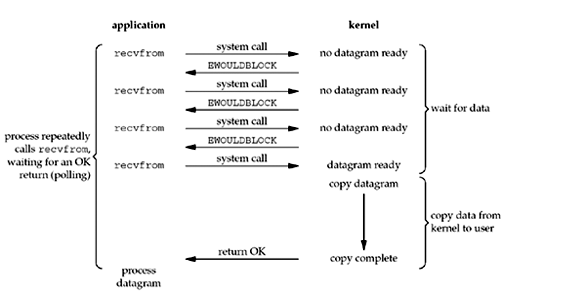 application kernel
recvfrom system call no datagram ready
EWOULDBLOCK
recvfrom system call no datagram ready
EWOULDBLOCK
recvfrom system call no datagram ready
EWOULDBLOCK
recvfrom system call datagram ready
wait for data
process repeatedly
calls recvfrom,
waiting for an OK
return (polling)
copy datagram
copy data from
kernel to user
return OK copy complete
process
datagram